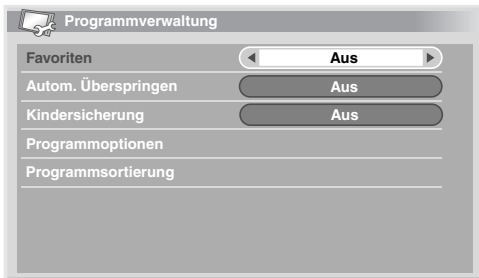 Programmverwaltung
Favoriten Aus
Autom. Überspringen Aus
Kindersicherung Aus
Programmoptionen
Programmsortierung